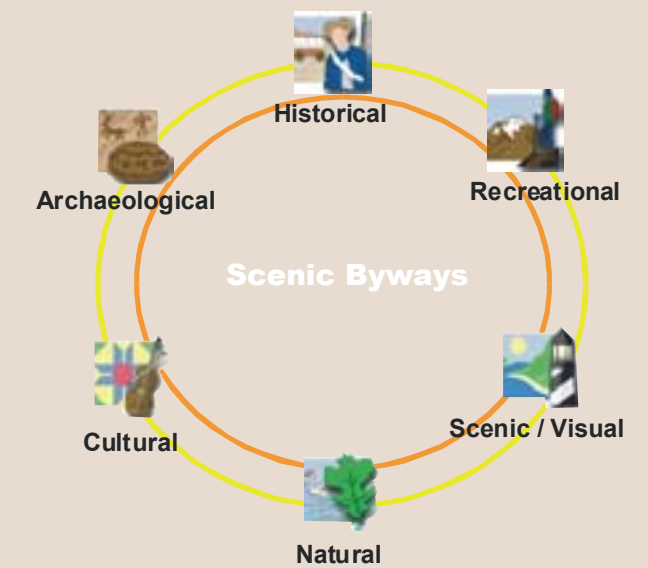 Historical
Recreational
Archaeological
Scenic Byways
Scenic / Visual
Cultural
Natural